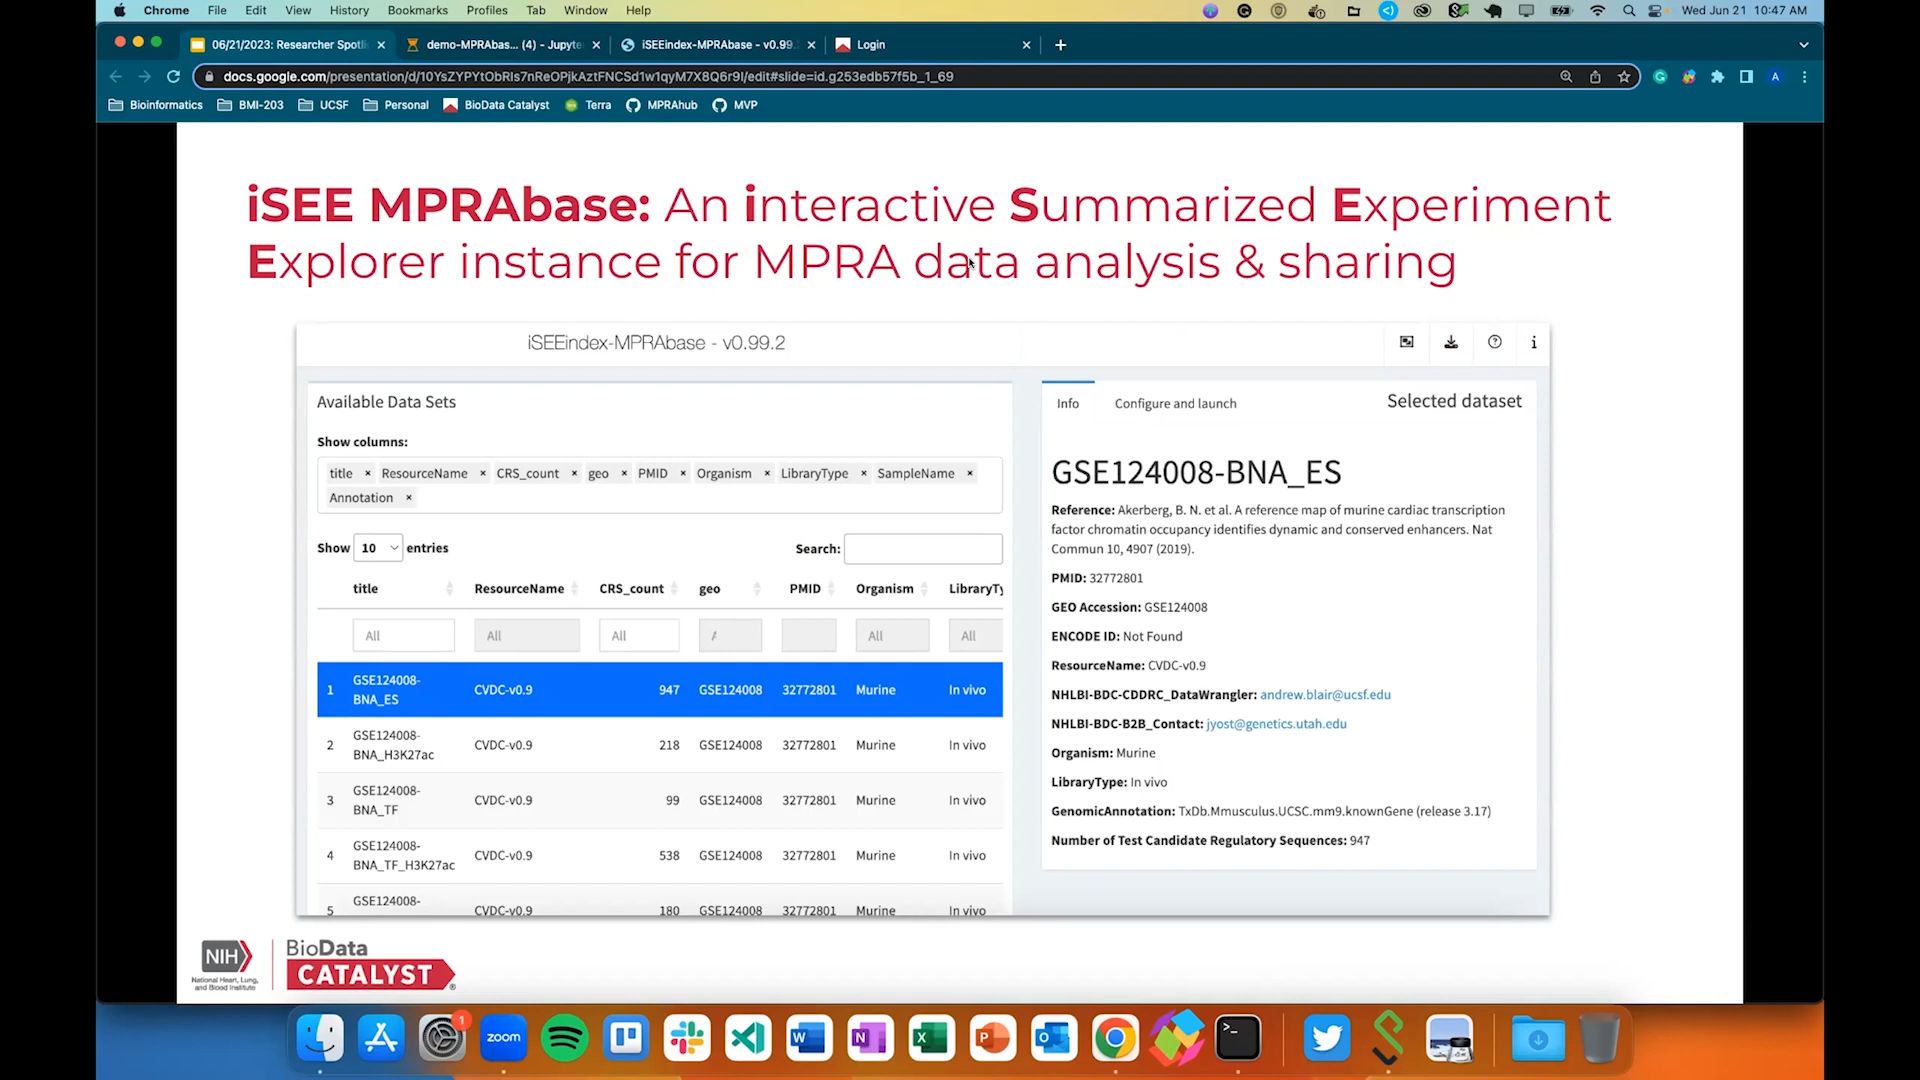 Chrome File Edit View History Bookmarks Profiles Tab Window Help Wed Jun 21 10:47 AM
06/21/2023: Researcher Spotli × demo-MPRAbas... (4) - Jupyte × iSEEindex-MPRAbase - v0.99. × Login × +
docs.google.com/presentation/d/10YsZYPYtObRIs7nReOPjkAztFNCSd1w1qyM7X8Q6r9I/edit#slide=id.g253edb57f5b_1_69
Bioinformatics BMI-203 UCSF Personal BioData Catalyst Terra MPRAhub MVP
iSEE MPRAbase: An interactive Summarized Experiment
Explorer instance for MPRA data analysis & sharing
iSEEindex-MPRAbase - v0.99.2
Available Data Sets
Show columns:
title × ResourceName × CRS_count × geo × PMID × Organism × LibraryType × SampleName ×
Annotation ×
Show 10 entries Search:
title ResourceName CRS_count geo PMID Organism LibraryTy
All All All All All
1 GSE124008-
BNA_ES CVDC-v0.9 947 GSE124008 32772801 Murine In vivo
2 GSE124008-
BNA_H3K27ac CVDC-v0.9 218 GSE124008 32772801 Murine In vivo
3 GSE124008-
BNA_TF CVDC-v0.9 99 GSE124008 32772801 Murine In vivo
4 GSE124008-
BNA_TF_H3K27ac CVDC-v0.9 538 GSE124008 32772801 Murine In vivo
5 GSE124008- CVDC-v0.9 180 GSE124008 32772801 Murine In vivo
Info Configure and launch Selected dataset
GSE124008-BNA_ES
Reference: Akerberg, B. N. et al. A reference map of murine cardiac transcription
factor chromatin occupancy identifies dynamic and conserved enhancers. Nat
Commun 10, 4907 (2019).
PMID: 32772801
GEO Accession: GSE124008
ENCODE ID: Not Found
ResourceName: CVDC-v0.9
NHLBI-BDC-CDDRC_DataWrangler: andrew.blair@ucsf.edu
NHLBI-BDC-B2B_Contact: jyost@genetics.utah.edu
Organism: Murine
LibraryType: In vivo
GenomicAnnotation: TxDb.Mmusculus.UCSC.mm9.knownGene (release 3.17)
Number of Test Candidate Regulatory Sequences: 947
NIH
National Heart, Lung,
and Blood Institute
BioData
CATALYST®
1
zoom